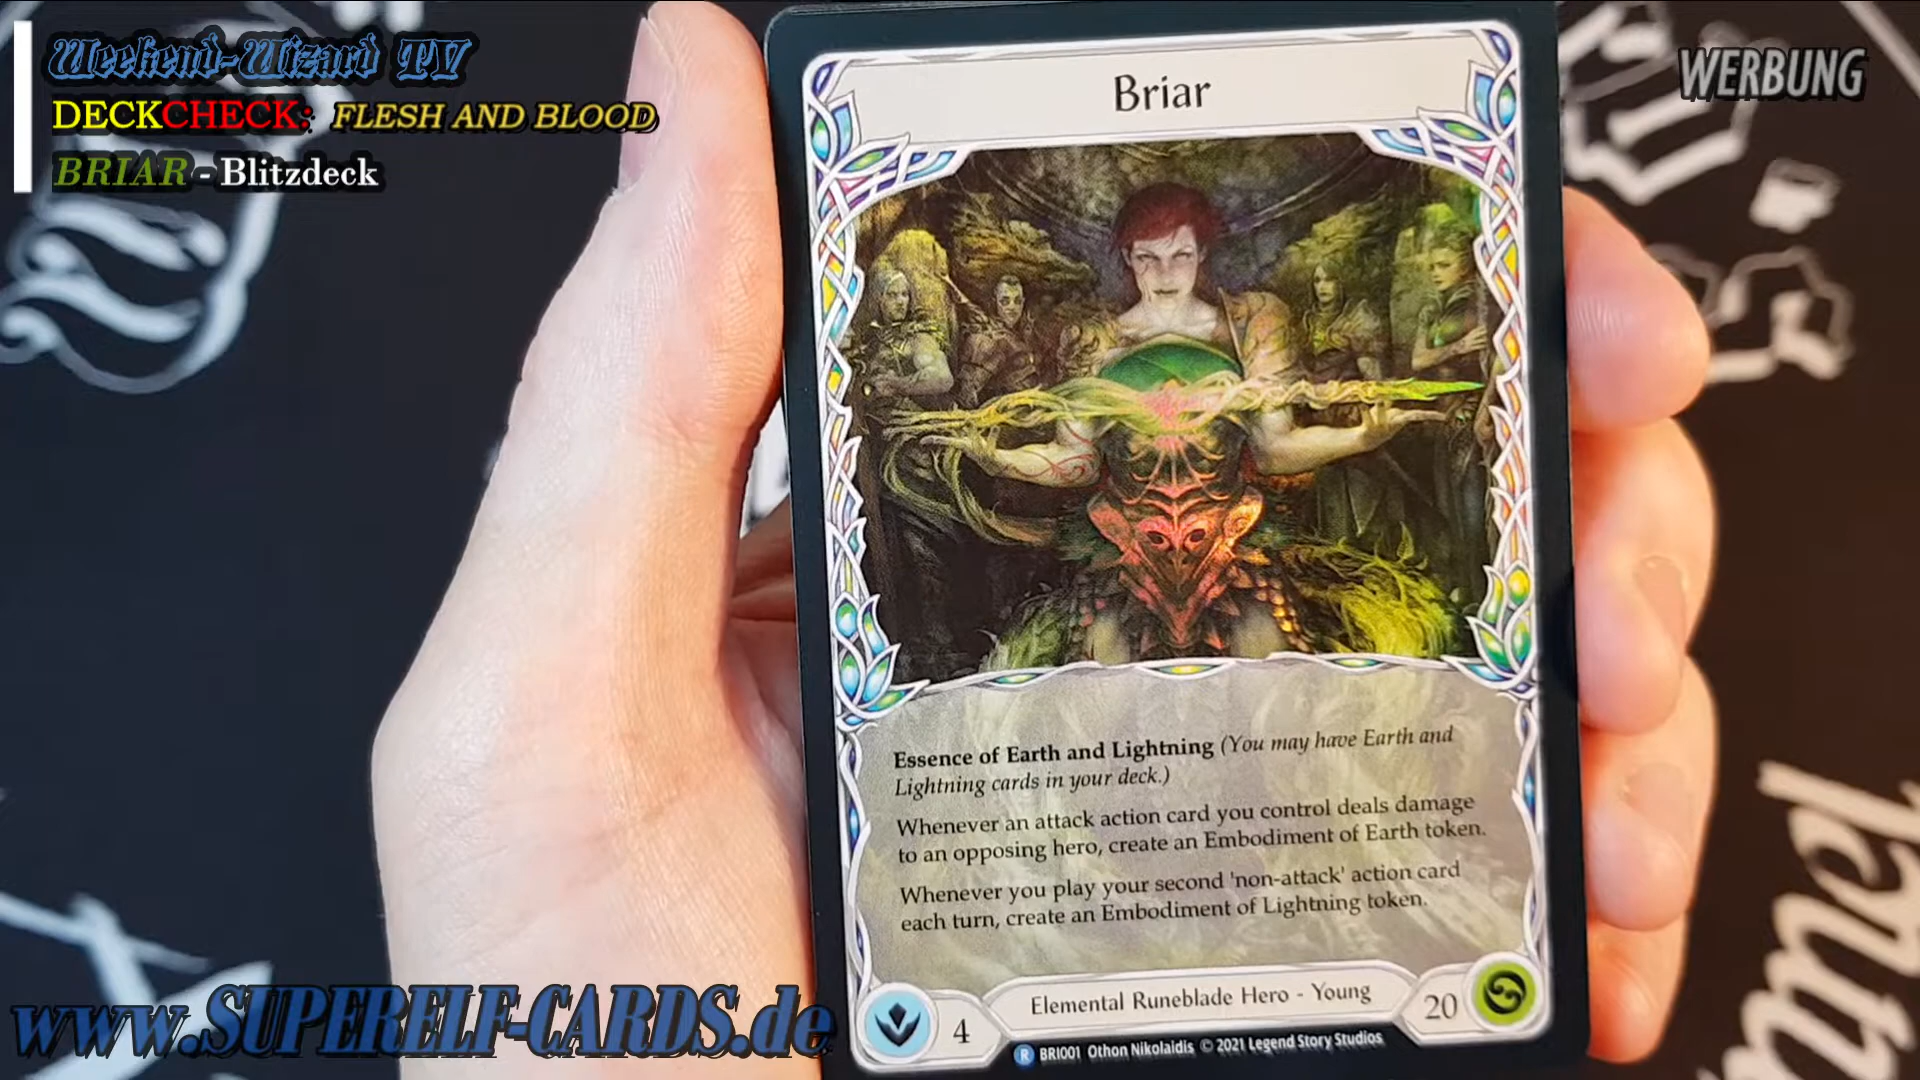 Weekend-Wizard TV
DECKCHECK: FLESH AND BLOOD
BRIAR - Blitzdeck
WERBUNG
Briar
Essence of Earth and Lightning (You may have Earth and
Lightning cards in your deck.)
Whenever an attack action card you control deals damage
to an opposing hero, create an Embodiment of Earth token.
Whenever you play your second 'non-attack' action card
each turn, create an Embodiment of Lightning token.
4
Elemental Runeblade Hero - Young
20
R BRI001 Othon Nikolaidis © 2021 Legend Story Studios
www.SUPERELF-CARDS.de